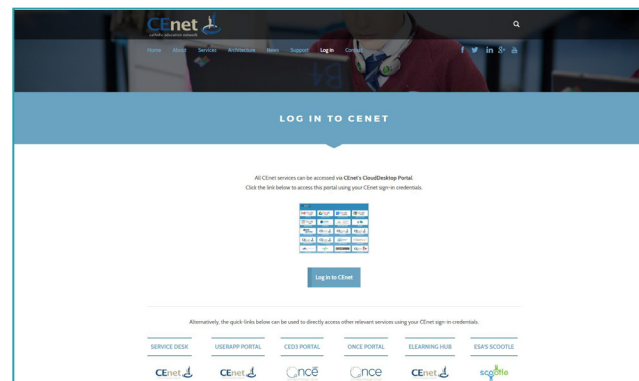 CEnet
catholic education network
Home About Services Architecture News Support Log in Contact
LOG IN TO CENET
All CEnet services can be accessed via CEnet's CloudDesktop Portal.
Click the link below to access this portal using your CEnet sign-in credentials.
Log in to CEnet
Alternatively, the quick-links below can be used to directly access other relevant services using your CEnet sign-in credentials.
SERVICE DESK USERAPP PORTAL CED3 PORTAL ONCE PORTAL ELEARNING HUB ESA'S SCOOTLE
CEnet CEnet Oncē Oncē CEnet scootle